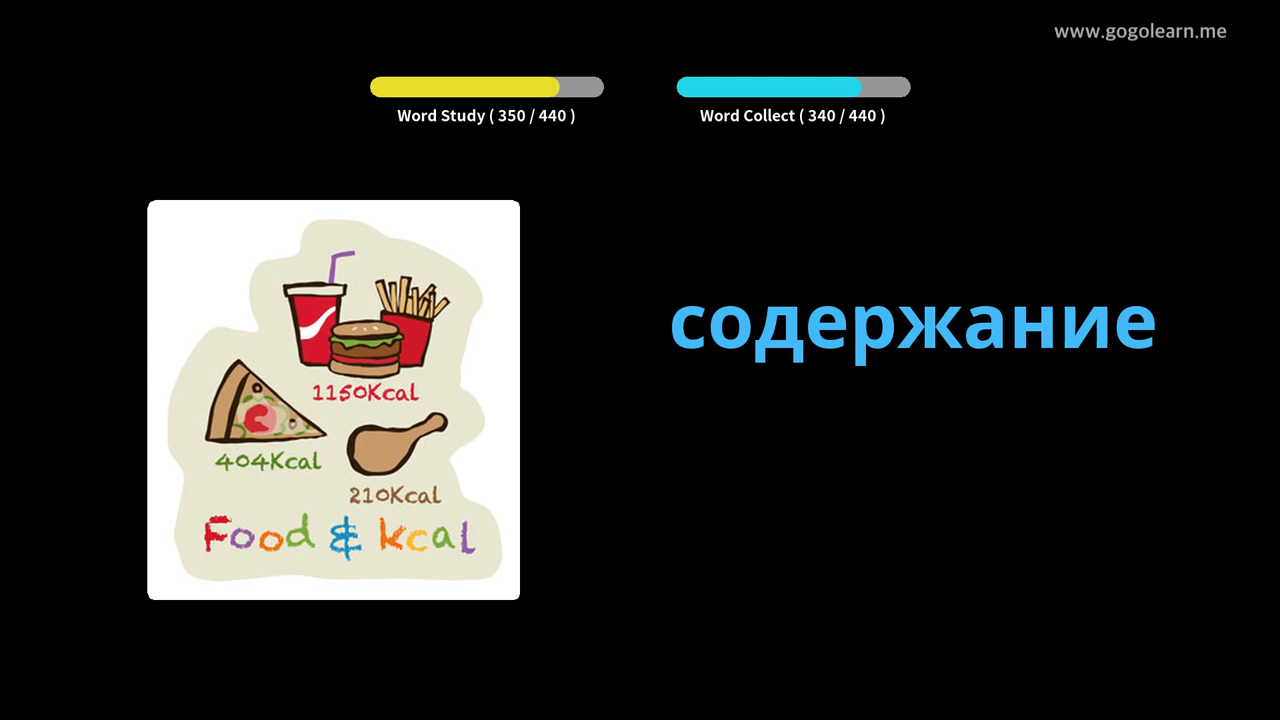 www.gogolearn.me
Word Study ( 350 / 440 )
Word Collect ( 340 / 440 )
содержание
1150Kcal
404Kcal
210Kcal
Food & kcal